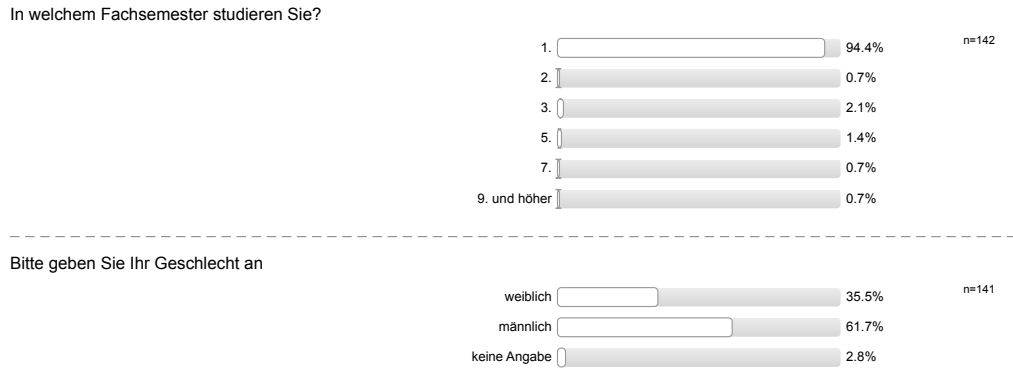 In welchem Fachsemester studieren Sie?
1. 94.4% n=142
2. 0.7%
3. 2.1%
5. 1.4%
7. 0.7%
9. und höher 0.7%
Bitte geben Sie Ihr Geschlecht an
weiblich 35.5% n=141
männlich 61.7%
keine Angabe 2.8%